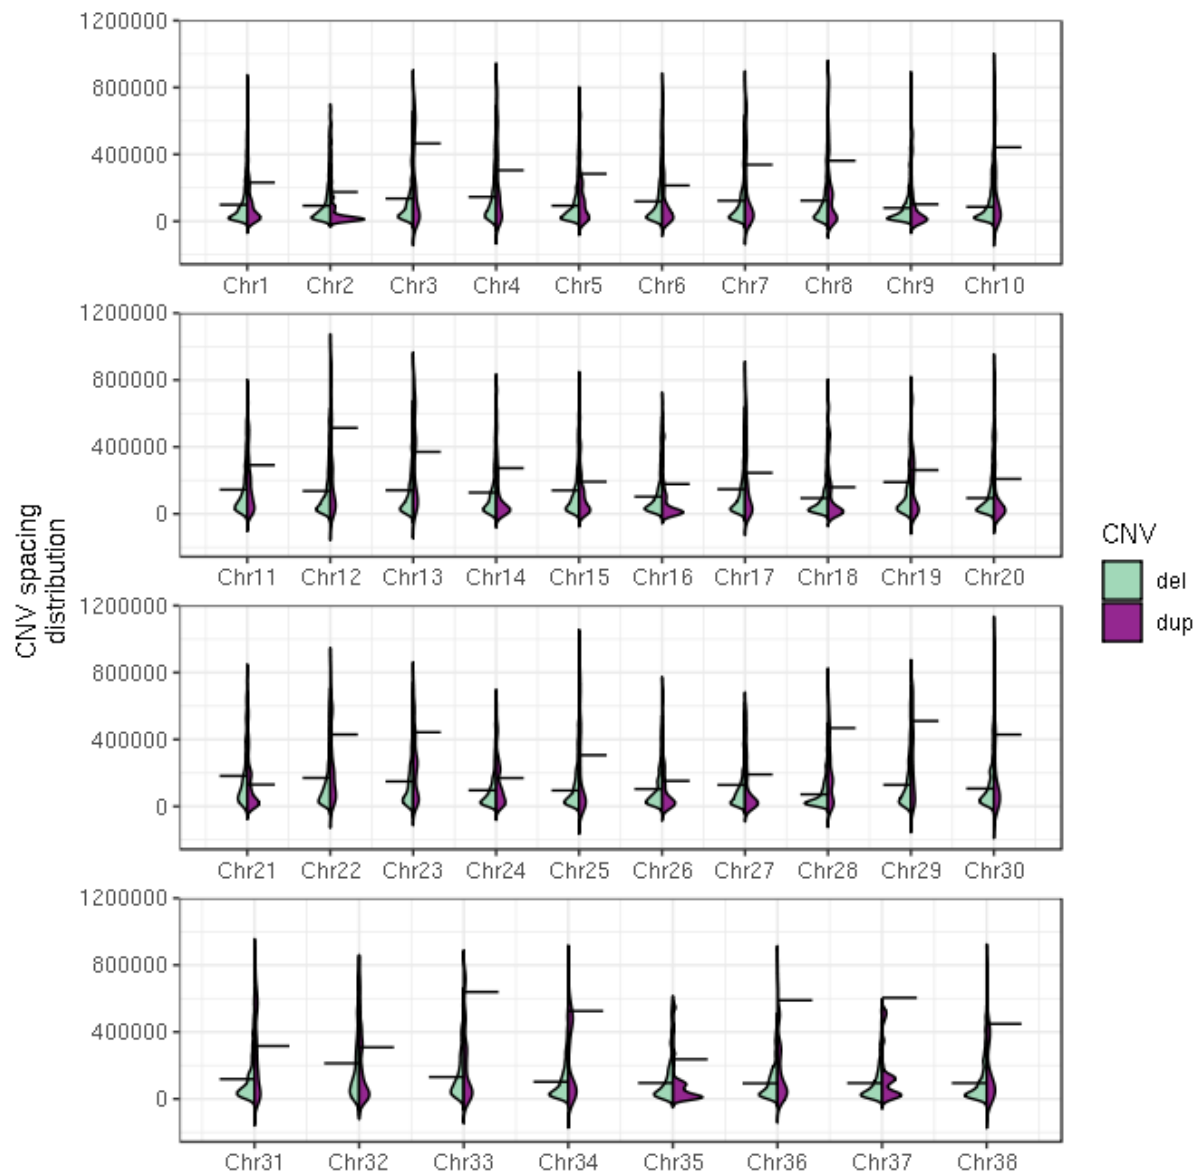 1200000
800000
400000
0
Chr1 Chr2 Chr3 Chr4 Chr5 Chr6 Chr7 Chr8 Chr9 Chr10
1200000
800000
400000
0
Chr11 Chr12 Chr13 Chr14 Chr15 Chr16 Chr17 Chr18 Chr19 Chr20
CNV spacing
distribution
1200000
800000
400000
0
Chr21 Chr22 Chr23 Chr24 Chr25 Chr26 Chr27 Chr28 Chr29 Chr30
1200000
800000
400000
0
Chr31 Chr32 Chr33 Chr34 Chr35 Chr36 Chr37 Chr38
CNV
del
dup